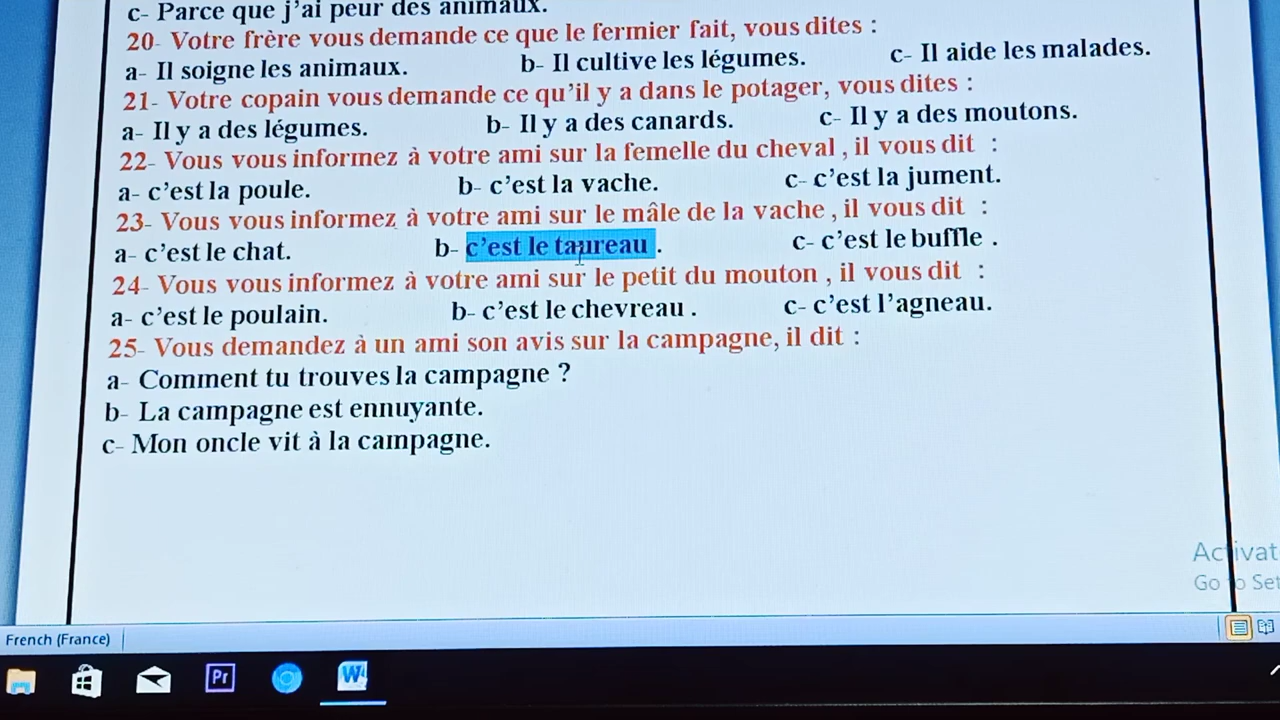 c- Parce que j’ai peur des animaux.
20- Votre frère vous demande ce que le fermier fait, vous dites :
a- Il soigne les animaux. b- Il cultive les légumes. c- Il aide les malades.
21- Votre copain vous demande ce qu’il y a dans le potager, vous dites :
a- Il y a des légumes. b- Il y a des canards. c- Il y a des moutons.
22- Vous vous informez à votre ami sur la femelle du cheval , il vous dit :
a- c’est la poule. b- c’est la vache. c- c’est la jument.
23- Vous vous informez à votre ami sur le mâle de la vache , il vous dit :
a- c’est le chat. b- c’est le taureau . c- c’est le buffle .
24- Vous vous informez à votre ami sur le petit du mouton , il vous dit :
a- c’est le poulain. b- c’est le chevreau . c- c’est l’agneau.
25- Vous demandez à un ami son avis sur la campagne, il dit :
a- Comment tu trouves la campagne ?
b- La campagne est ennuyante.
c- Mon oncle vit à la campagne.
Activat
Go to Set
French (France)
Pr
W